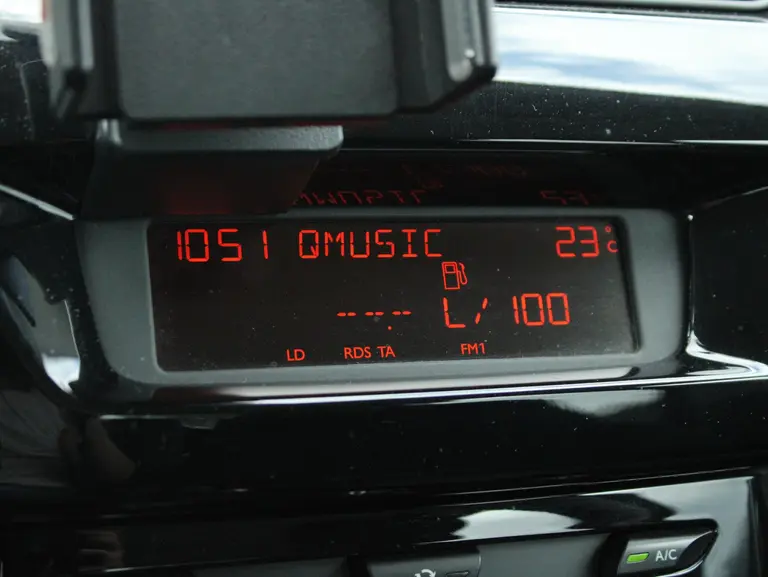 1051 QMUSIC 23°C
--.- L/100
LD RDS TA FM1
A/C